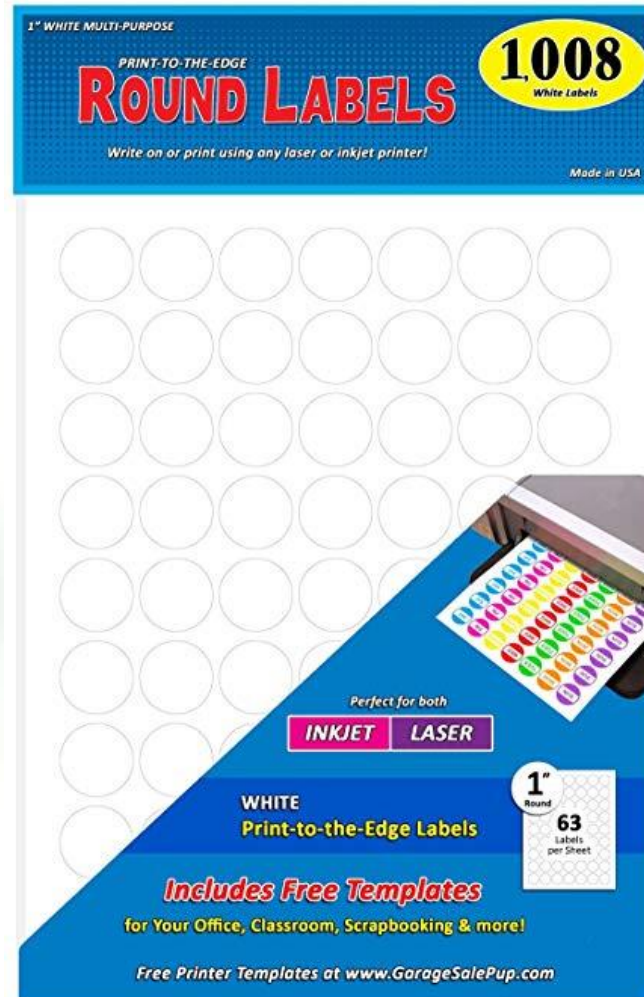 1" WHITE MULTI-PURPOSE
PRINT-TO-THE-EDGE
ROUND LABELS
1,008
White Labels
Write on or print using any laser or inkjet printer!
Made in USA
Perfect for both
INKJET LASER
1"
Round
WHITE
Print-to-the-Edge Labels
63
Labels
per Sheet
Includes Free Templates
for Your Office, Classroom, Scrapbooking & more!
Free Printer Templates at www.GarageSalePup.com